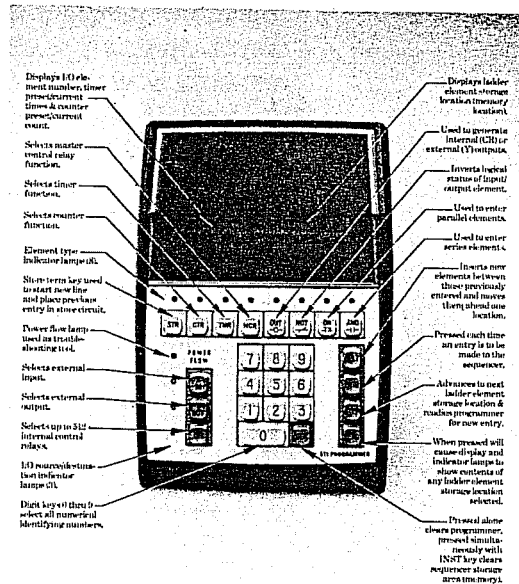 Displays I/O ele-
ment number, timer
preset/current
times & counter
preset/current
count.
Selects master
control relay
function.
Selects timer
function.
Selects counter
function.
Element type
indicator lamps (8).
Store term key used
to start new line
and place previous
entry in store circuit.
Power flow lamp
used as trouble-
shooting tool.
Selects external
input.
Selects external
output.
Selects up to 512
internal control
relays.
I/O source/destina-
tion indicator
lamps (3).
Digit keys 0 thru 9
select all numerical
identifying numbers.
STR
CTR
TMR
MCR
OUT
NOT
OR
AND
POWER
FLOW
7 8 9
4 5 6
1 2 3
0
STI PROGRAMMER
Displays ladder
element storage
location (memory
location).
Used to generate
internal (CR) or
external (Y) outputs.
Inverts logical
status of input/
output element.
Used to enter
parallel elements.
Used to enter
series elements.
Inserts new
elements between
those previously
entered and moves
them ahead one
location.
Pressed each time
an entry is to be
made to the
sequencer.
Advances to next
ladder element
storage location &
readies programmer
for new entry.
When pressed will
cause display and
indicator lamps to
show contents of
any ladder element
storage location
selected.
Pressed alone
clears programmer,
pressed simulta-
neously with
INST key clears
sequencer storage
area (memory).